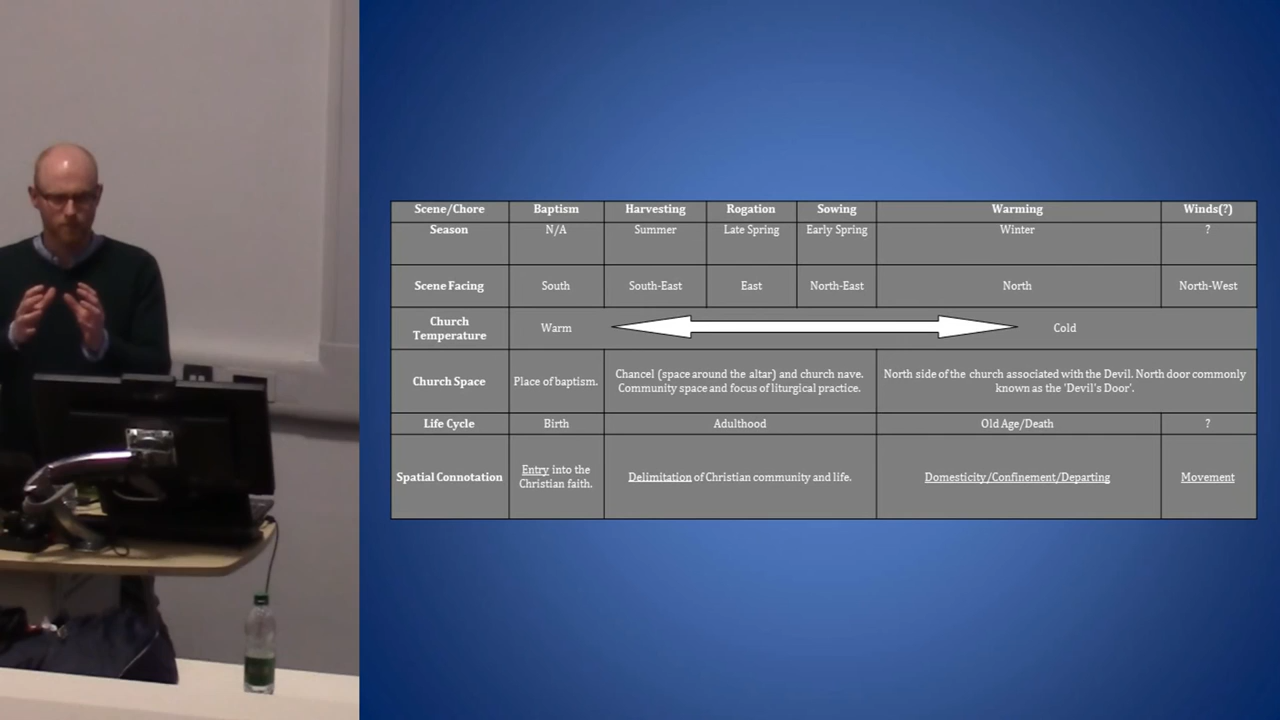 Scene/Chore Baptism Harvesting Rogation Sowing Warming Winds(?)
Season N/A Summer Late Spring Early Spring Winter ?
Scene Facing South South-East East North-East North North-West
Church
Temperature
Warm Cold
Church Space Place of baptism.
Chancel (space around the altar) and church nave.
Community space and focus of liturgical practice.
North side of the church associated with the Devil. North door commonly
known as the 'Devil's Door'.
Life Cycle Birth Adulthood Old Age/Death ?
Spatial Connotation
Entry into the
Christian faith.
Delimitation of Christian community and life.
Domesticity/Confinement/Departing
Movement